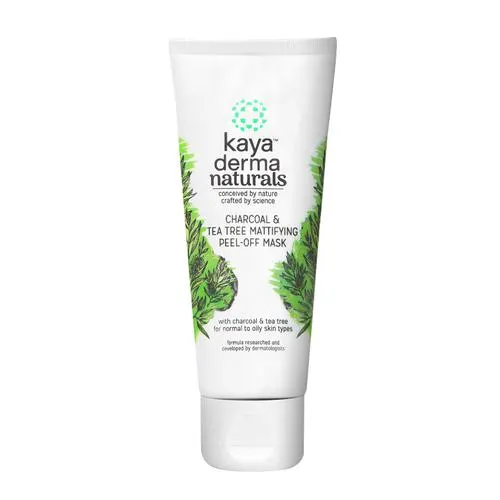 kaya™
derma
naturals
conceived by nature
crafted by science
CHARCOAL &
TEA TREE MATTIFYING
PEEL-OFF MASK
with charcoal & tea tree
for normal to oily skin types
formula researched and
developed by dermatologists